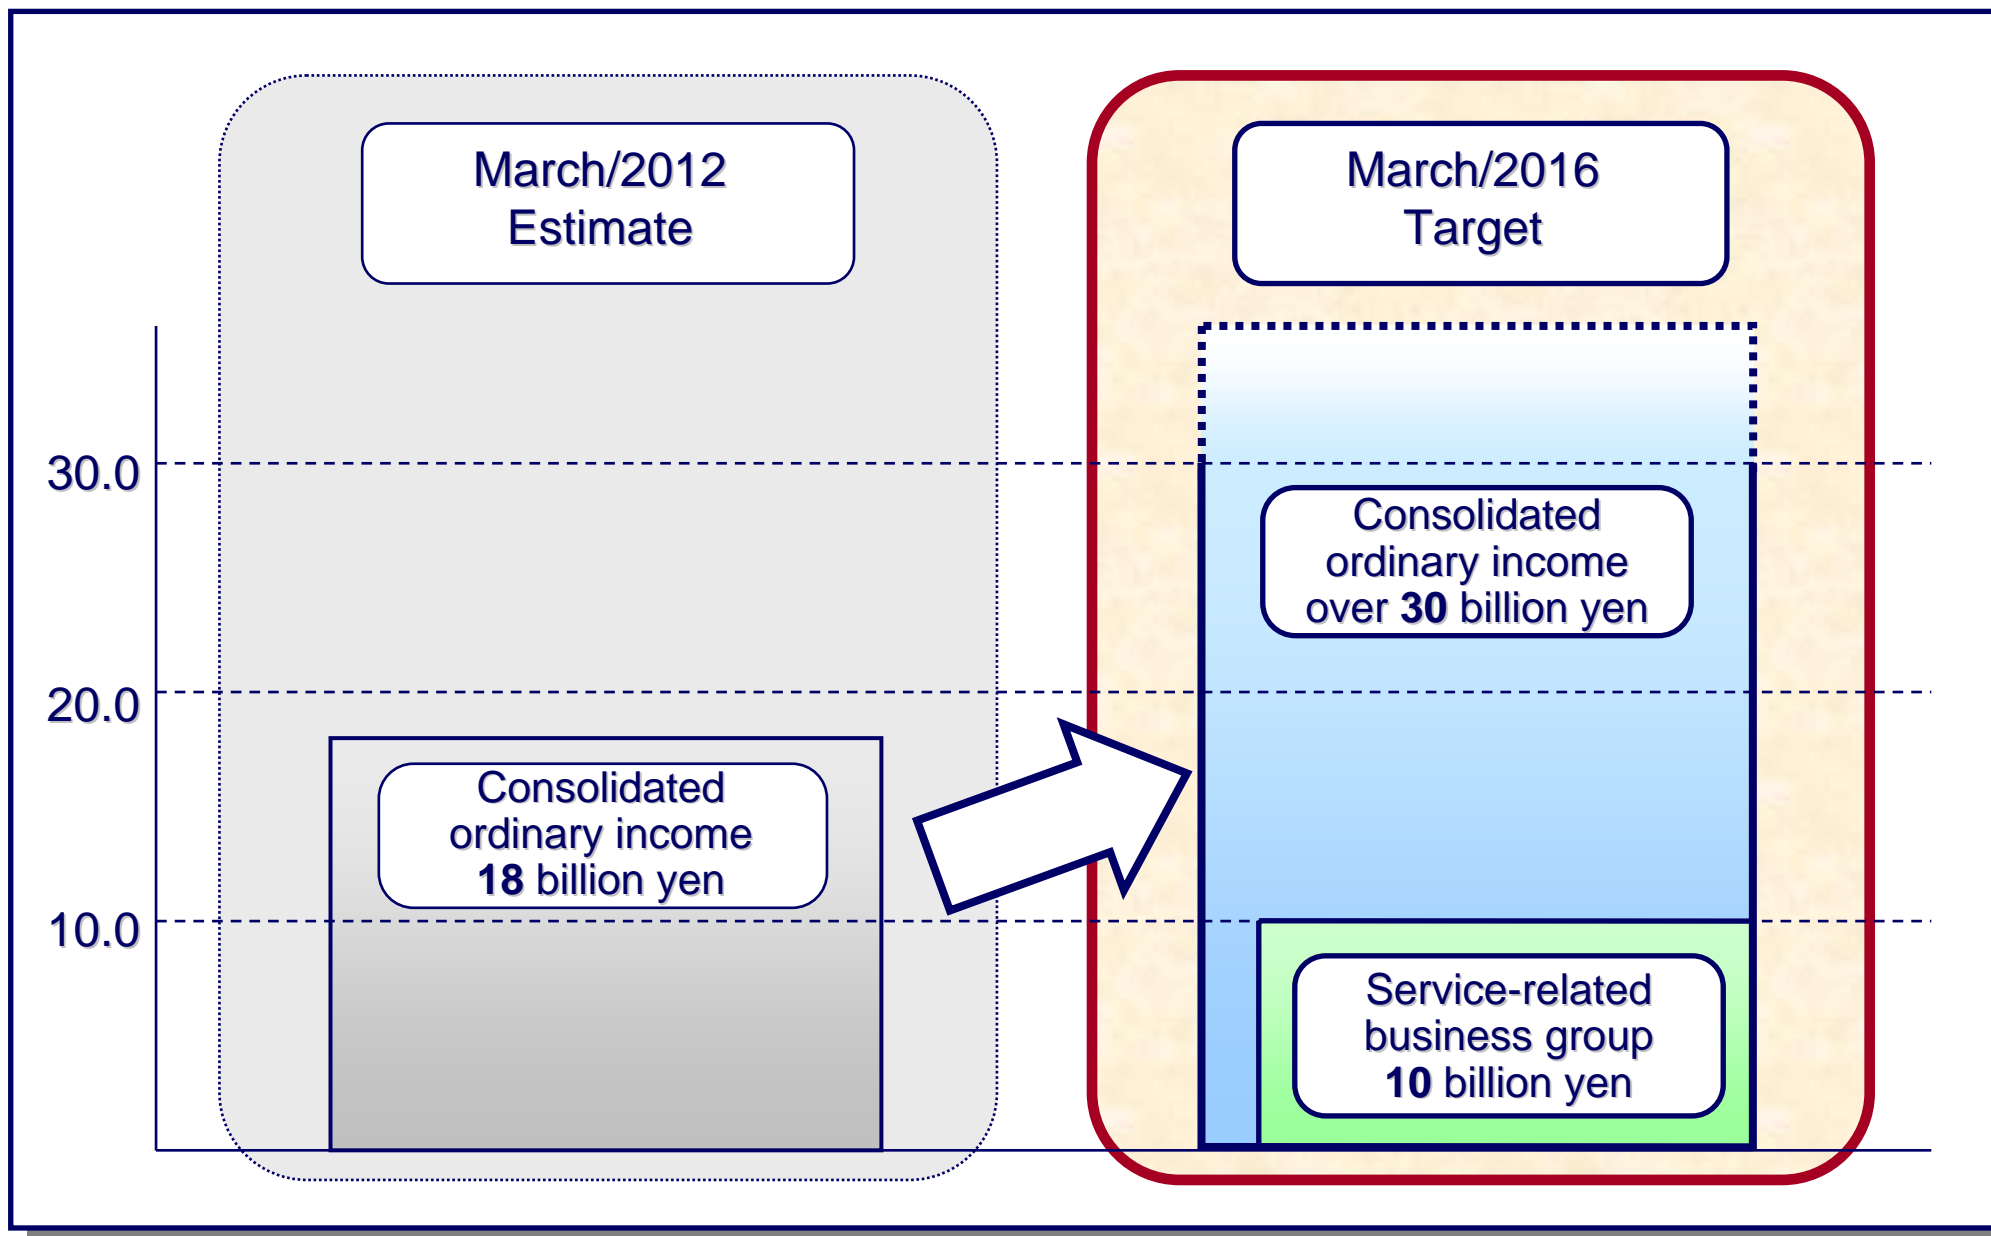 March/2012
Estimate
March/2016
Target
30.0
20.0
10.0
Consolidated
ordinary income
18 billion yen
Consolidated
ordinary income
over 30 billion yen
Service-related
business group
10 billion yen